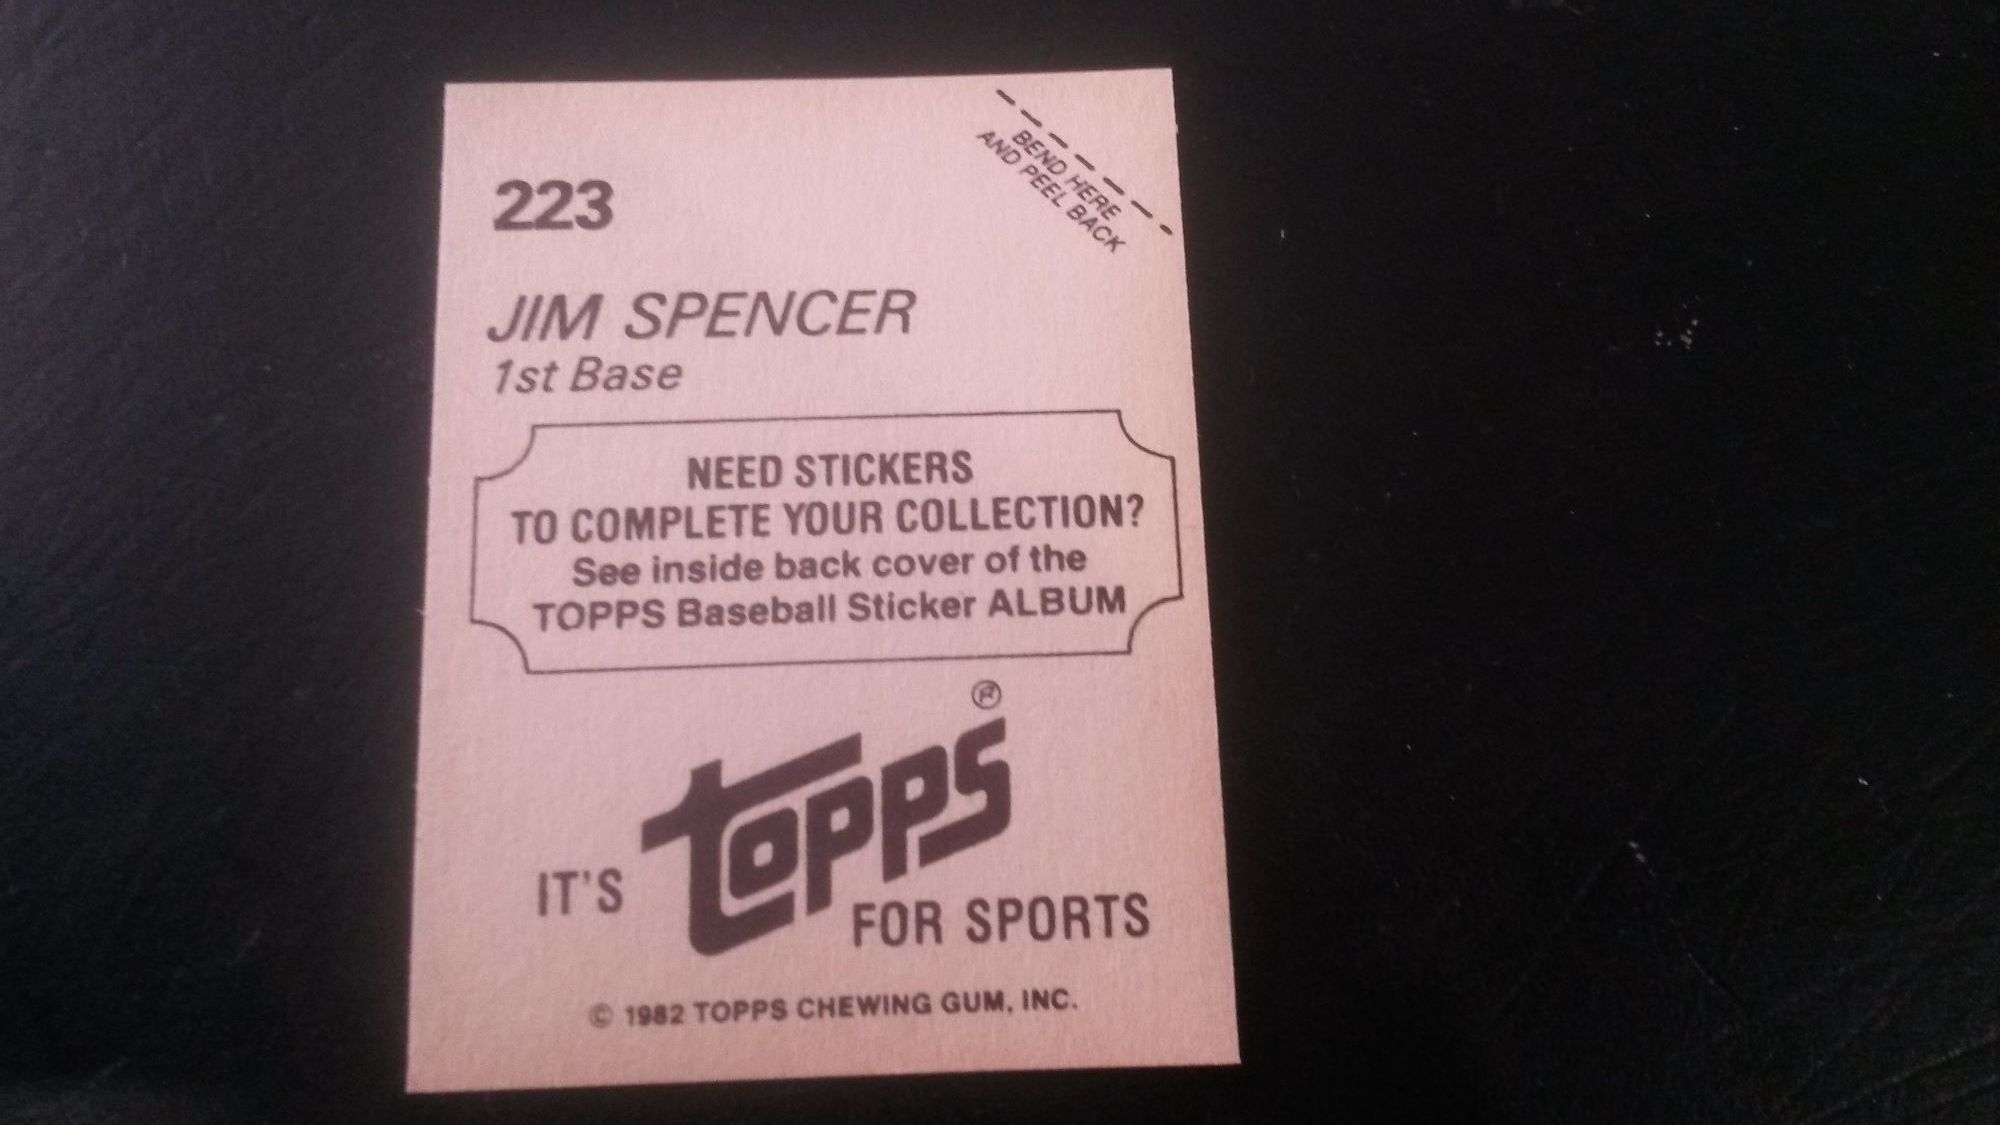 BEND HERE
AND PEEL BACK
223
JIM SPENCER
1st Base
NEED STICKERS
TO COMPLETE YOUR COLLECTION?
See inside back cover of the
TOPPS Baseball Sticker ALBUM
IT'S topps ®
FOR SPORTS
© 1982 TOPPS CHEWING GUM, INC.